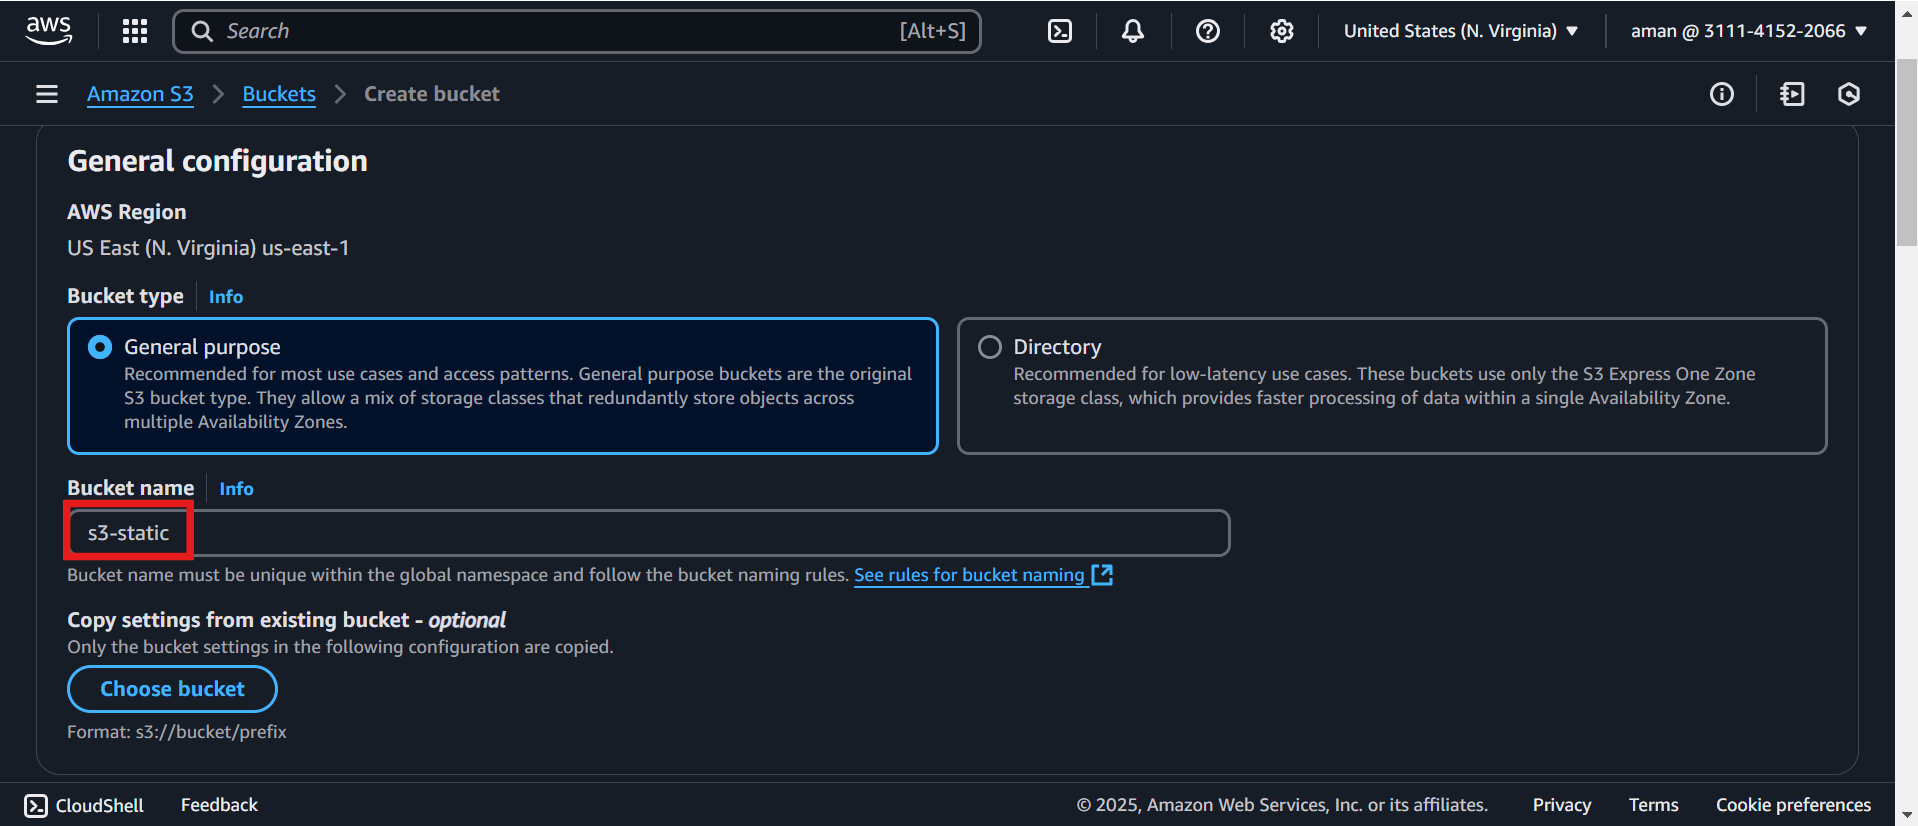 aws
Search [Alt+S]
United States (N. Virginia)
aman @ 3111-4152-2066
Amazon S3 > Buckets > Create bucket
General configuration
AWS Region
US East (N. Virginia) us-east-1
Bucket type Info
General purpose
Recommended for most use cases and access patterns. General purpose buckets are the original
S3 bucket type. They allow a mix of storage classes that redundantly store objects across
multiple Availability Zones.
Directory
Recommended for low-latency use cases. These buckets use only the S3 Express One Zone
storage class, which provides faster processing of data within a single Availability Zone.
Bucket name Info
s3-static
Bucket name must be unique within the global namespace and follow the bucket naming rules. See rules for bucket naming
Copy settings from existing bucket - optional
Only the bucket settings in the following configuration are copied.
Choose bucket
Format: s3://bucket/prefix
CloudShell Feedback © 2025, Amazon Web Services, Inc. or its affiliates. Privacy Terms Cookie preferences